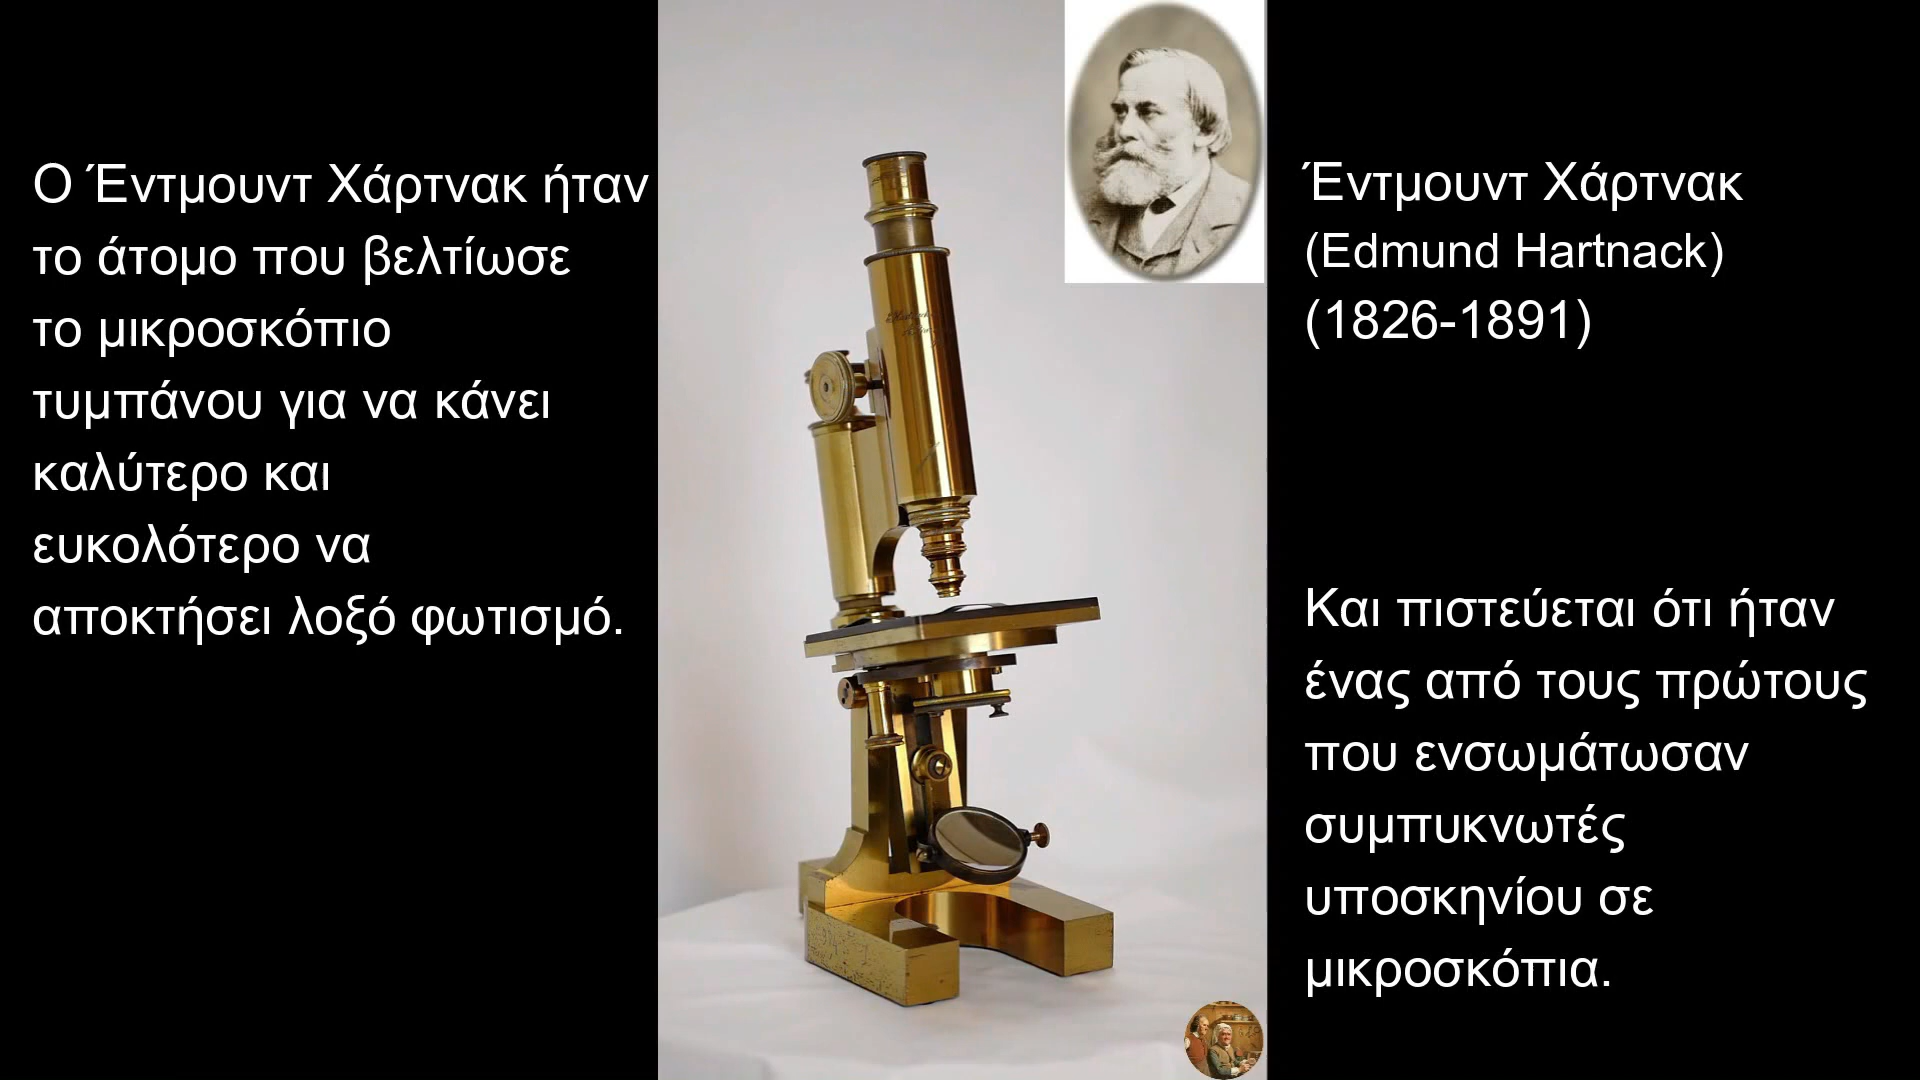 Ο Έντμουντ Χάρτνακ ήταν
το άτομο που βελτίωσε
το μικροσκόπιο
τυμπάνου για να κάνει
καλύτερο και
ευκολότερο να
αποκτήσει λοξό φωτισμό.
Έντμουντ Χάρτνακ
(Edmund Hartnack)
(1826-1891)
Και πιστεύεται ότι ήταν
ένας από τους πρώτους
που ενσωμάτωσαν
συμπυκνωτές
υποσκηνίου σε
μικροσκόπια.